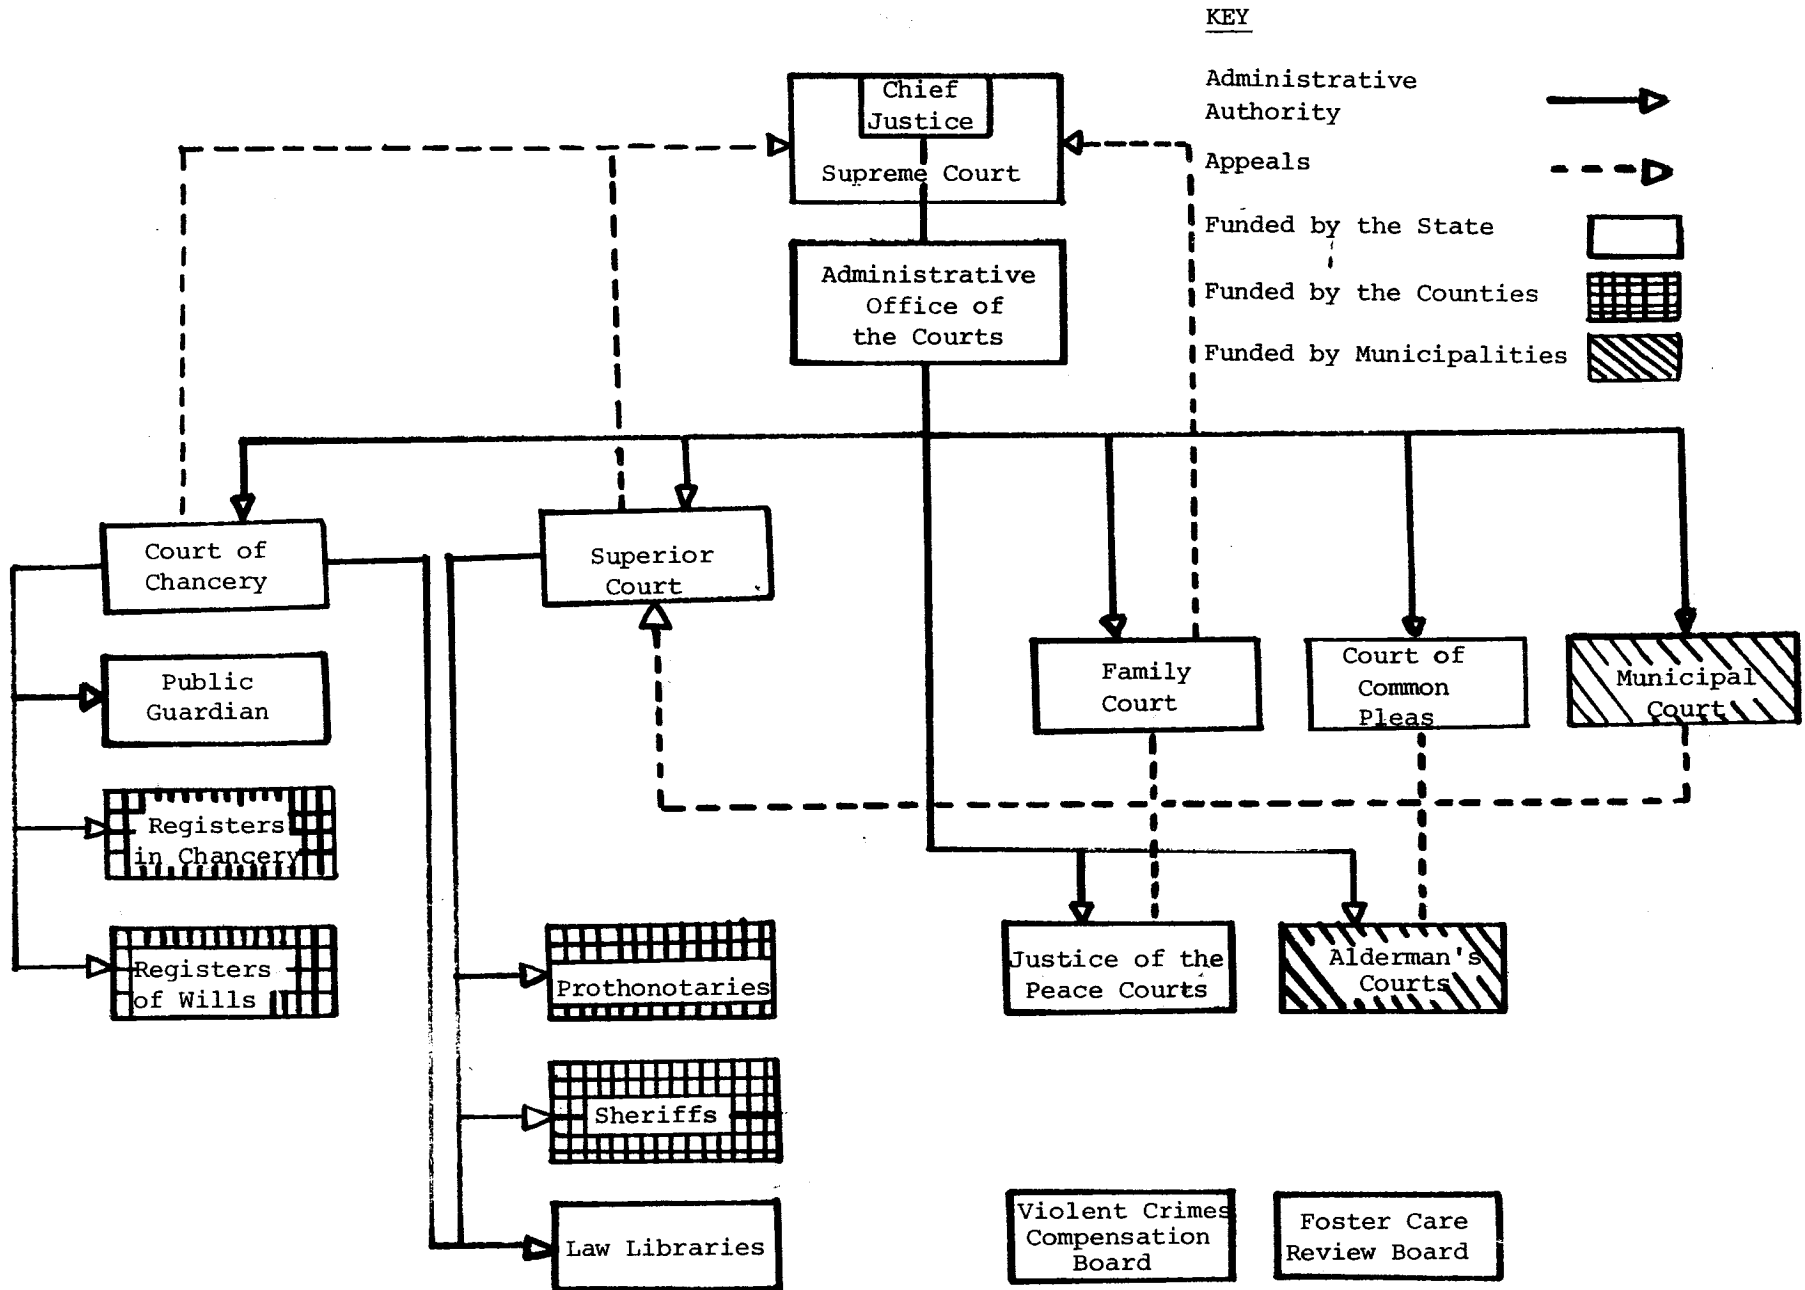 KEY
Administrative
Authority
Appeals
Funded by the State
Funded by the Counties
Funded by Municipalities
Chief
Justice
Supreme Court
Administrative
Office of
the Courts
Court of
Chancery
Superior
Court
Public
Guardian
Family
Court
Court of
Common
Pleas
Municipal
Court
Registers
in Chancery
Registers
of Wills
Prothonotaries
Justice of the
Peace Courts
Alderman's
Courts
Sheriffs
Law Libraries
Violent Crimes
Compensation
Board
Foster Care
Review Board